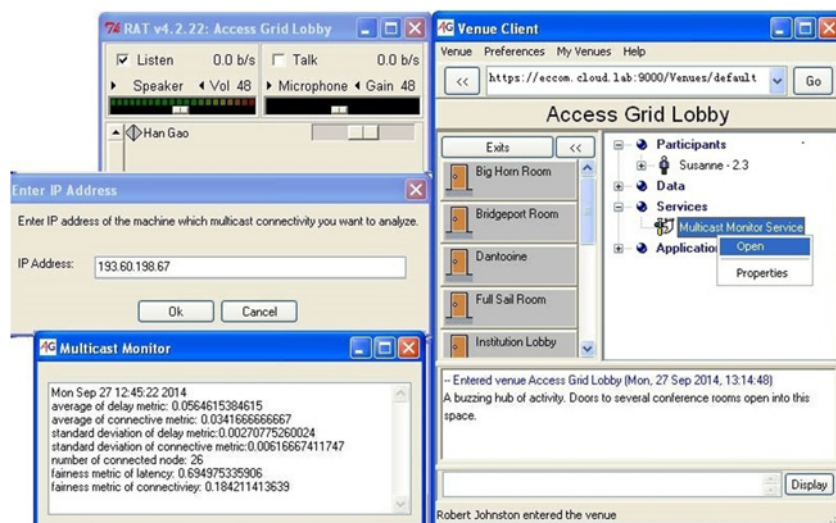 RAT v4.2.22: Access Grid Lobby
Listen 0.0 b/s Talk 0.0 b/s
Speaker Vol 48 Microphone Gain 48
Han Gao
Enter IP Address
Enter IP address of the machine which multicast connectivity you want to analyze.
IP Address: 193.60.198.67
Ok Cancel
Multicast Monitor
Mon Sep 27 12:45:22 2014
average of delay metric: 0.0564615384615
average of connective metric: 0.0341666666667
standard deviation of delay metric:0.00270775260024
standard deviation of connective metric:0.00616667411747
number of connected node: 26
fairness metric of latency: 0.694975335906
fairness metric of connectiviey: 0.184211413639
Venue Client
Venue Preferences My Venues Help
<< https://eccom.cloud.lab:9000/Venues/default Go
Access Grid Lobby
Exits <<
Big Horn Room
Bridgeport Room
Dantooine
Full Sail Room
Institution Lobby
Participants
Susanne - 2.3
Data
Services
Multicast Monitor Service
Applicatio
Open
Properties
-- Entered venue Access Grid Lobby (Mon, 27 Sep 2014, 13:14:48)
A buzzing hub of activity. Doors to several conference rooms open into this
space.
Display
Robert Johnston entered the venue